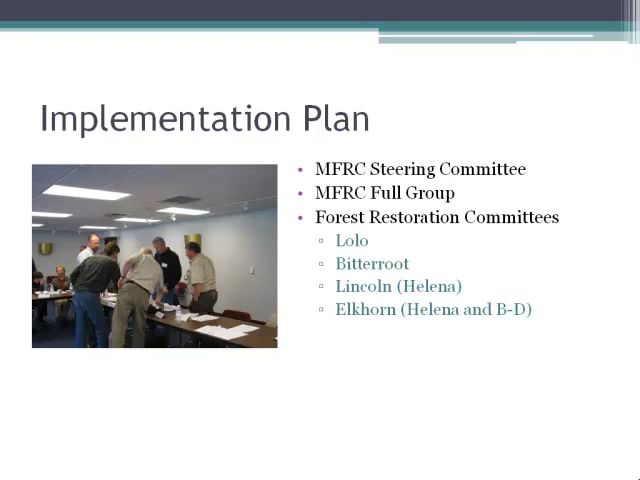 Implementation Plan
• MFRC Steering Committee
• MFRC Full Group
• Forest Restoration Committees
▫ Lolo
▫ Bitterroot
▫ Lincoln (Helena)
▫ Elkhorn (Helena and B-D)